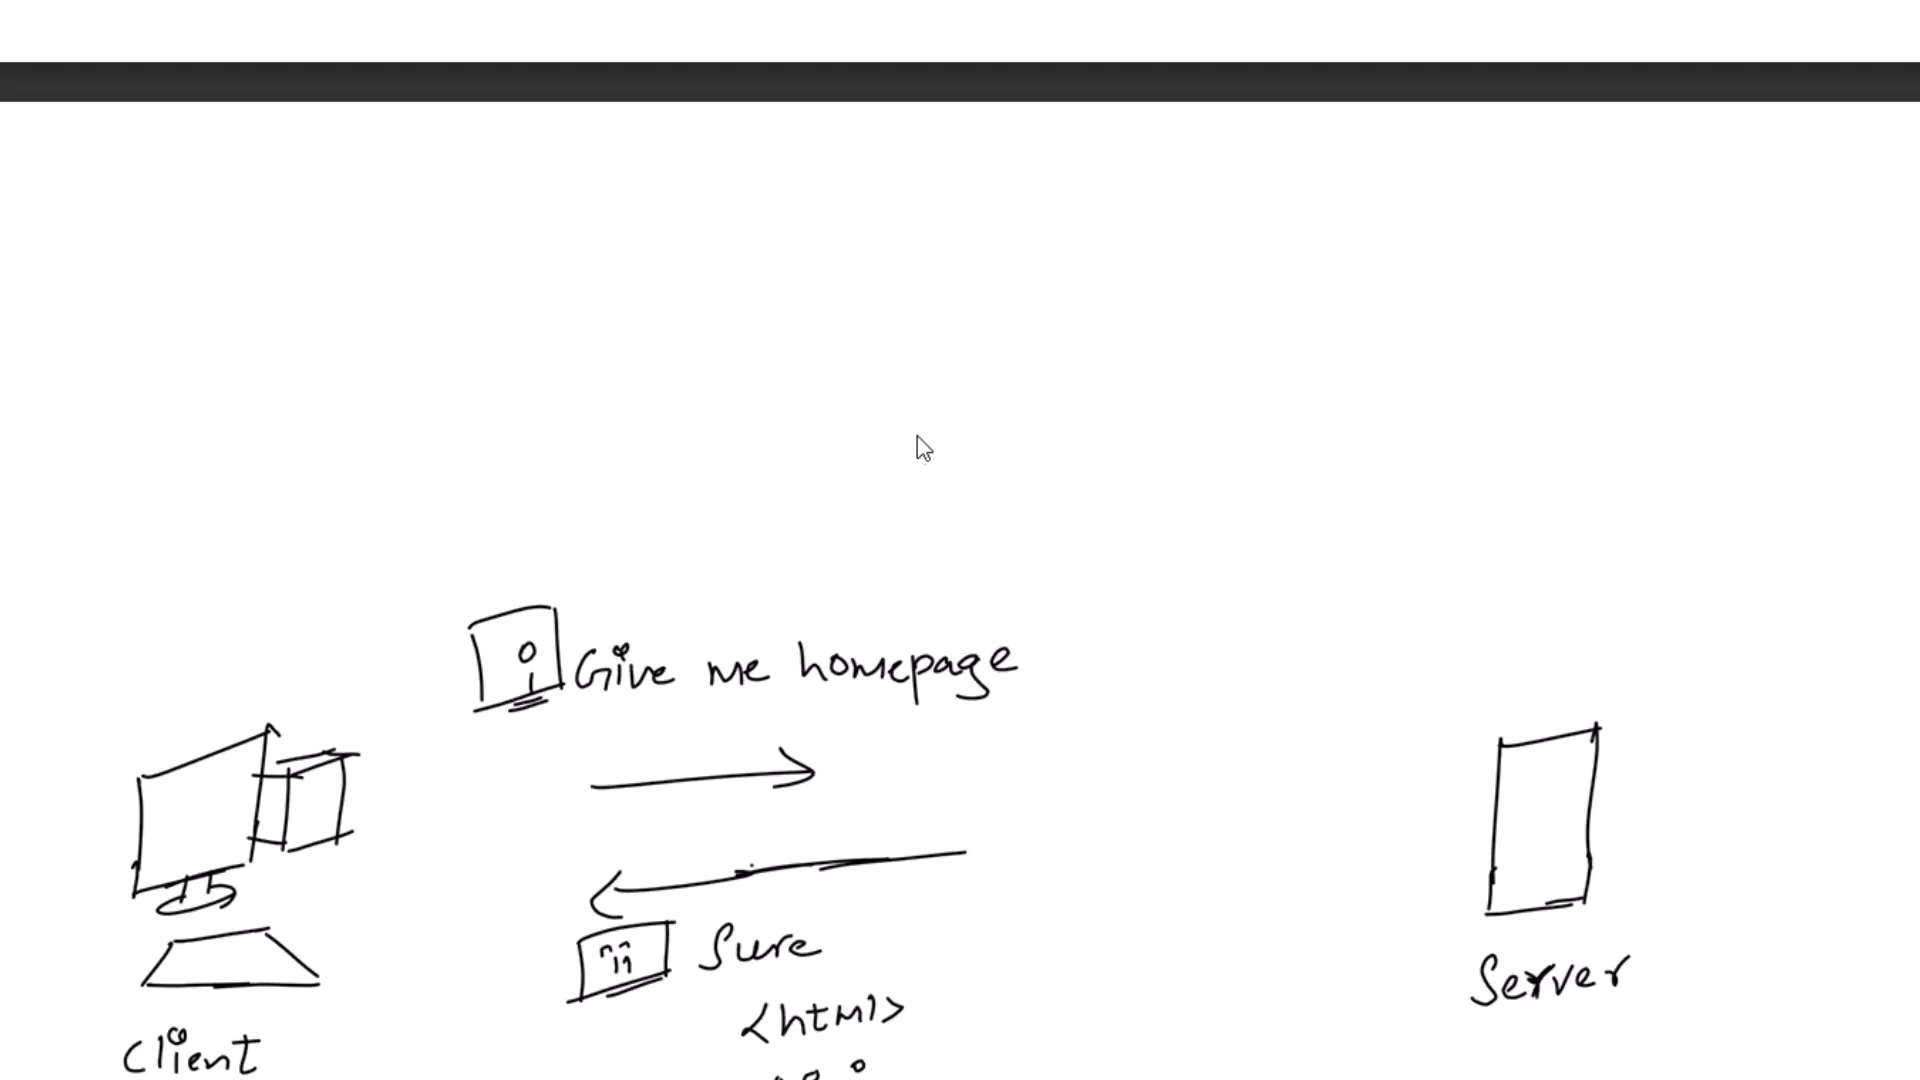 Give me homepage
Sure
<html>
Server
Client